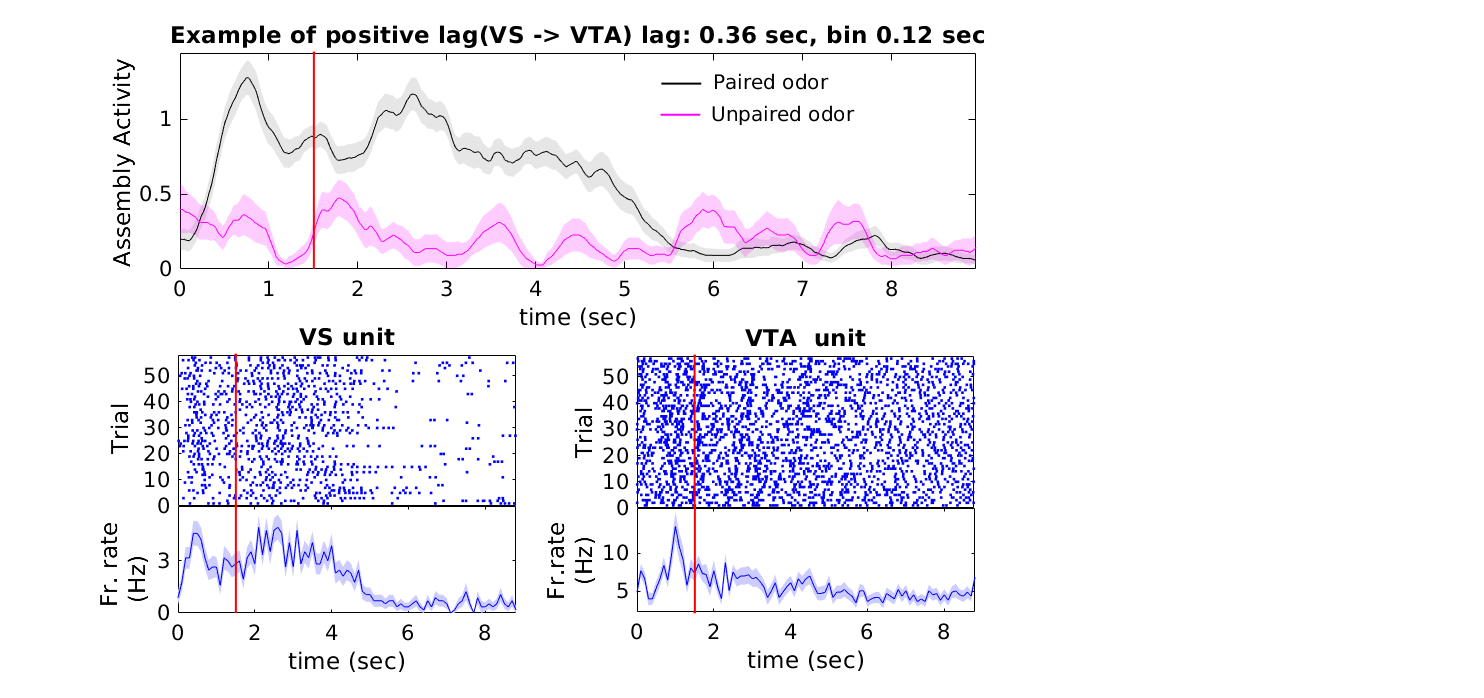 Example of positive lag(VS -> VTA) lag: 0.36 sec, bin 0.12 sec
Assembly Activity
1
0.5
0
Paired odor
Unpaired odor
0 1 2 3 4 5 6 7 8
time (sec)
VS unit
Trial
50
40
30
20
10
0
Fr. rate
(Hz)
3
0
0 2 4 6 8
time (sec)
VTA unit
Trial
50
40
30
20
10
0
Fr.rate
(Hz)
10
5
0 2 4 6 8
time (sec)